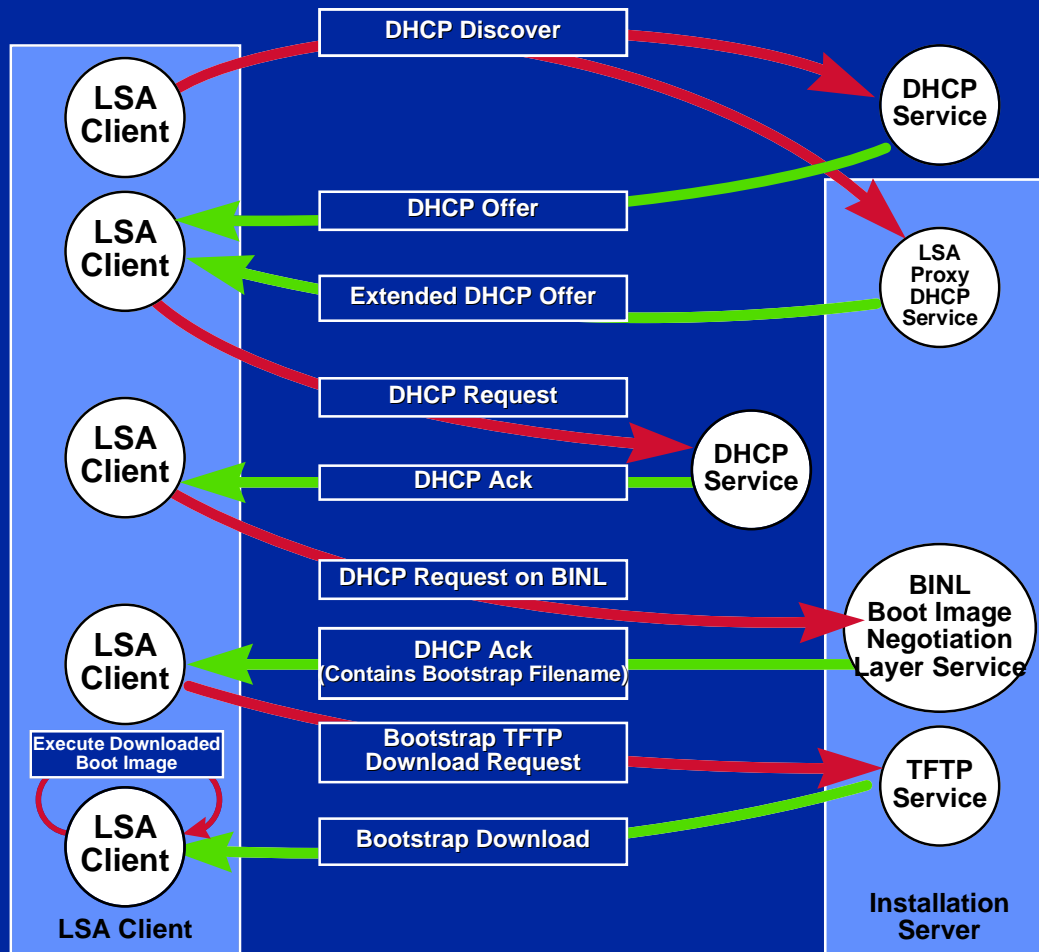 DHCP Discover
LSA
Client
DHCP
Service
LSA
Client
DHCP Offer
Extended DHCP Offer
LSA
Proxy
DHCP
Service
DHCP Request
LSA
Client
DHCP Ack
DHCP
Service
DHCP Request on BINL
BINL
Boot Image
Negotiation
Layer Service
LSA
Client
DHCP Ack
(Contains Bootstrap Filename)
Bootstrap TFTP
Download Request
Execute Downloaded
Boot Image
TFTP
Service
LSA
Client
Bootstrap Download
LSA Client
Installation
Server